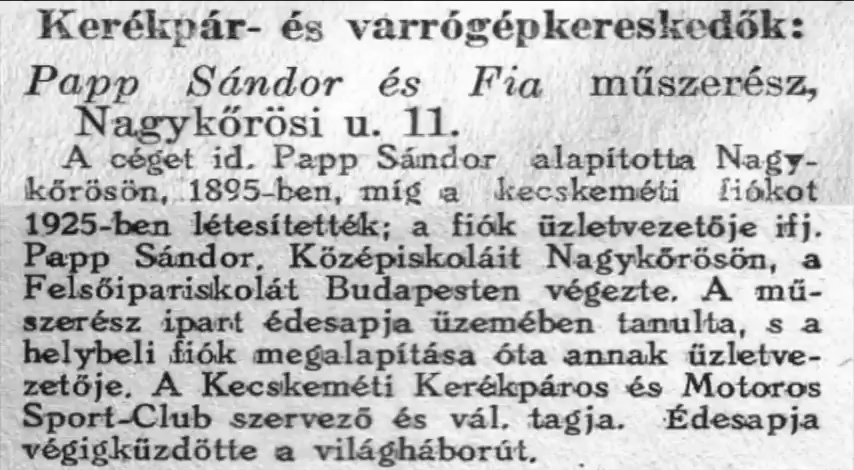 Kerékpár- és varrógépkereskedők:
Papp Sándor és Fia műszerész,
Nagykőrösi u. 11.
A céget id. Papp Sándor alapította Nagy-
kőrösön, 1895-ben, míg a kecskeméti fiókot
1925-ben létesítették; a fiók üzletvezetője ifj.
Papp Sándor. Középiskoláit Nagykőrösön, a
Felsőipariskolát Budapesten végezte. A mű-
szerész ipart édesapja üzemében tanulta, s a
helybeli fiók megalapítása óta annak üzletve-
zetője. A Kecskeméti Kerékpáros és Motoros
Sport-Club szervező és vál. tagja. Édesapja
végigküzdötte a világháborút.